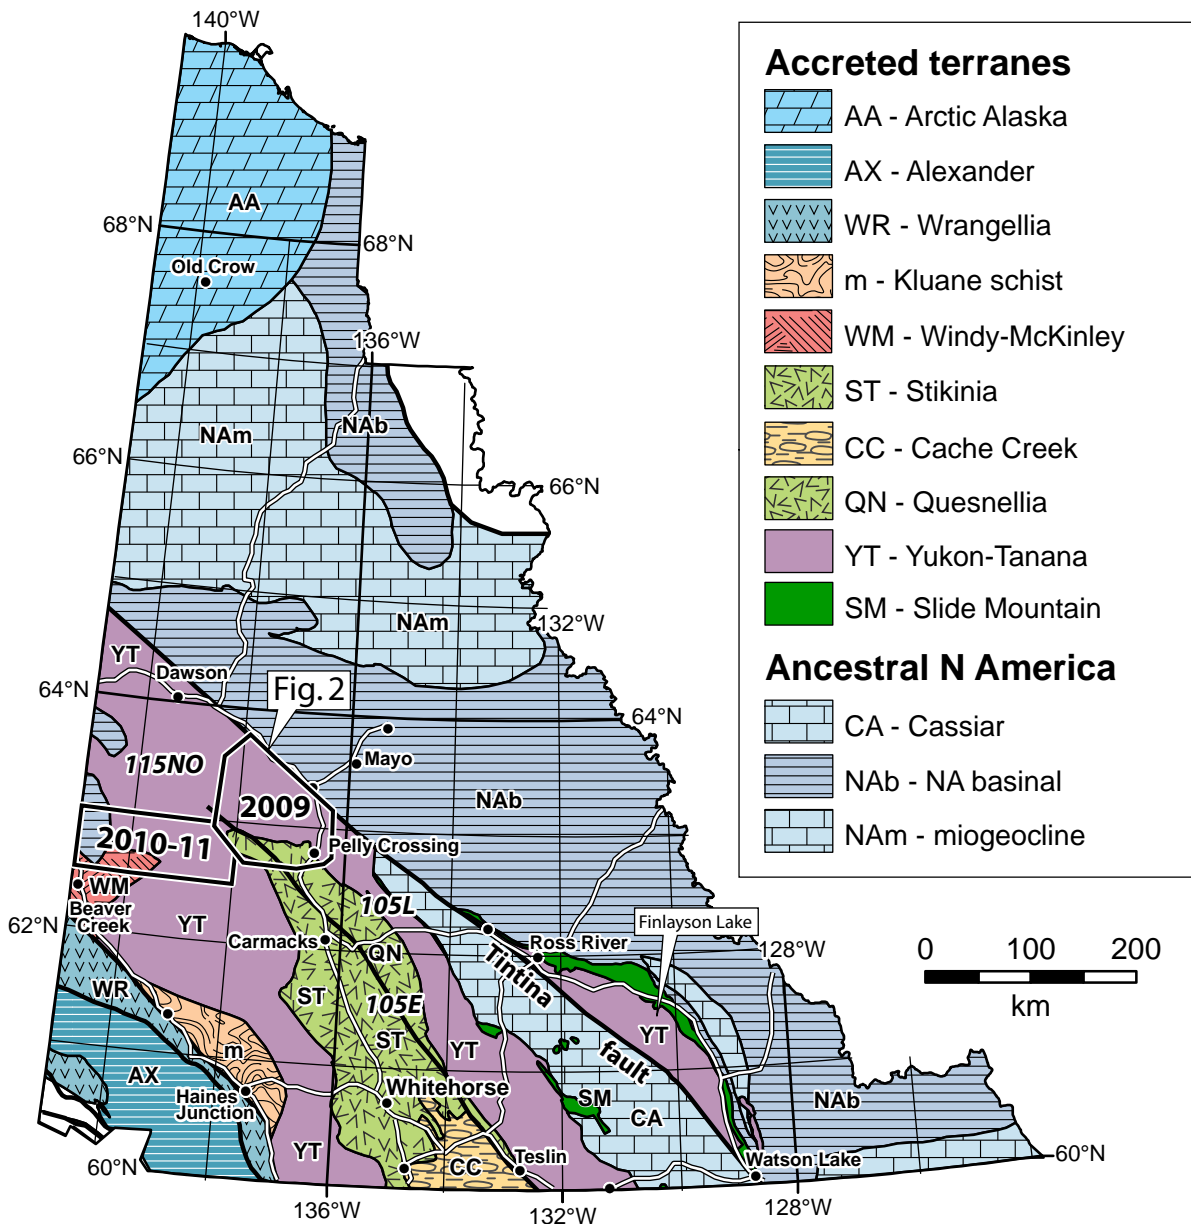 140°W
Accreted terranes
AA - Arctic Alaska
AX - Alexander
WR - Wrangellia
m - Kluane schist
WM - Windy-McKinley
ST - Stikinia
CC - Cache Creek
QN - Quesnellia
YT - Yukon-Tanana
SM - Slide Mountain
Ancestral N America
CA - Cassiar
NAb - NA basinal
NAm - miogeocline
AA
68°N
68°N
Old Crow
136°W
NAm
NAb
66°N
66°N
NAm
132°W
YT
Dawson
64°N
Fig. 2
64°N
115NO
Mayo
2009
NAb
2010-11
Pelly Crossing
WM
Beaver
Creek
YT
105L
62°N
Carmacks
QN
Finlayson Lake
Ross River
128°W
0 100 200
km
Tintina
fault
WR
ST
105E
ST
YT
YT
m
AX
Haines
Junction
Whitehorse
SM
CA
NAb
YT
CC
Teslin
Watson Lake
60°N
60°N
136°W
132°W
128°W